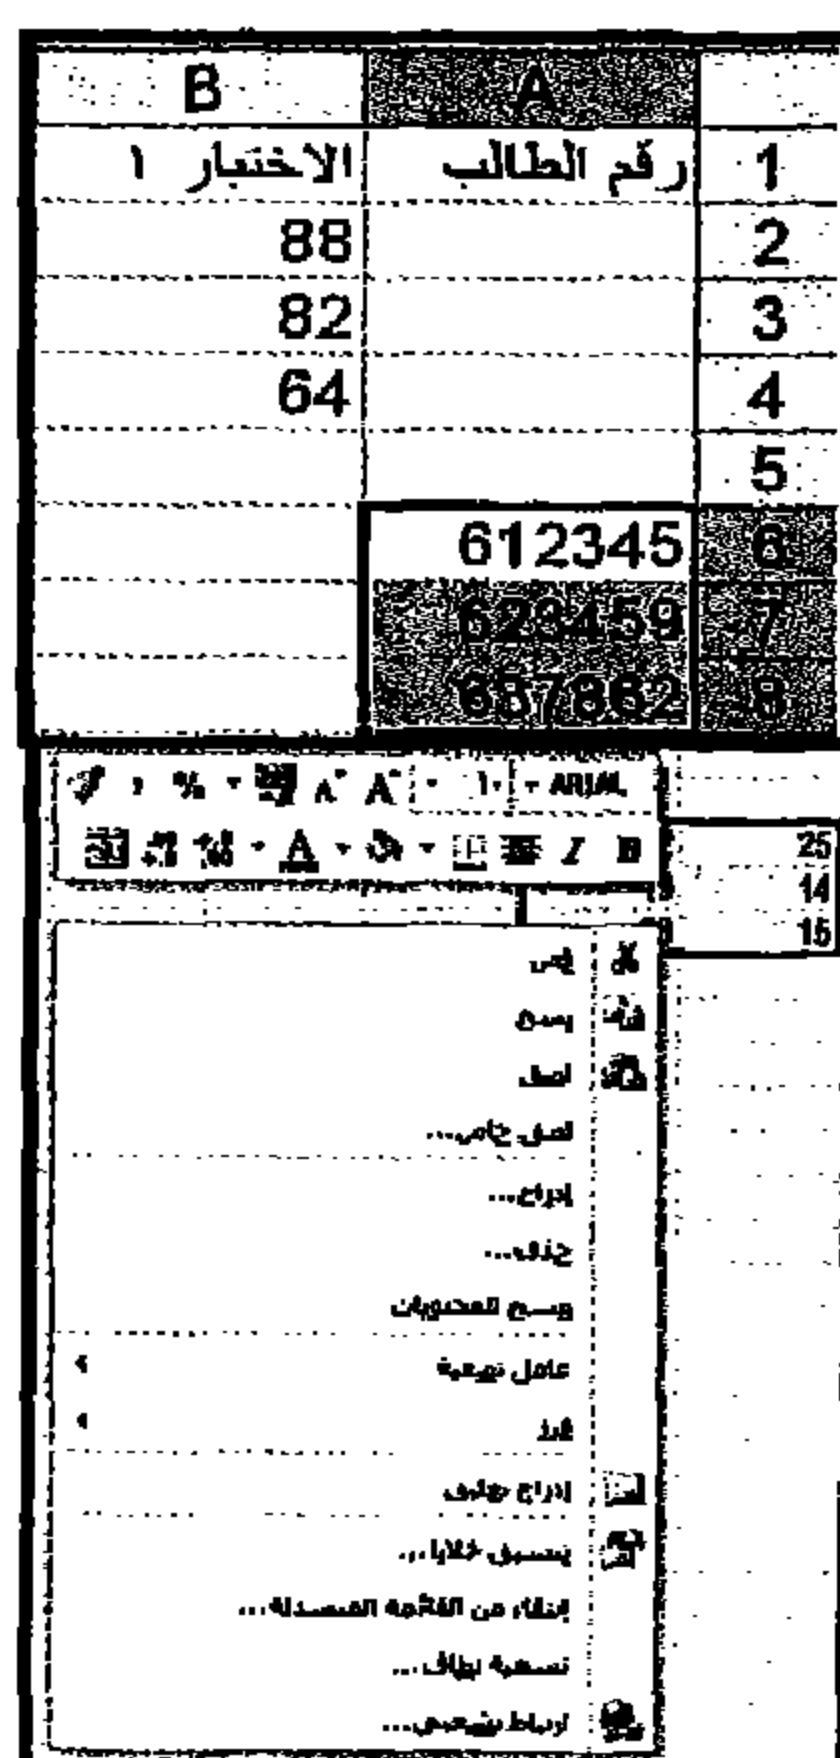 A B
1 رقم الطالب الاختبار ١
2 88
3 82
4 64
5
6 612345
7 623459
8 687862
ARIAL
B I A
25
14
15
قص
نسخ
لصق
لصق خاص...
إدراج...
حذف...
مسح المحتويات
عامل تصفية
فرز
إدراج تعليق
تنسيق خلايا...
انتقاء من القائمة المنسدلة...
تسمية نطاق...
ارتباط تشعبي...